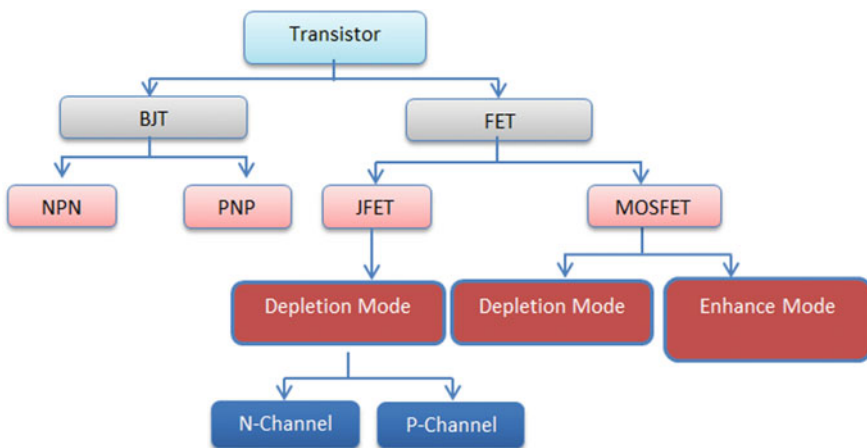 Transistor
BJT
FET
NPN
PNP
JFET
MOSFET
Depletion Mode
Depletion Mode
Enhance Mode
N-Channel
P-Channel